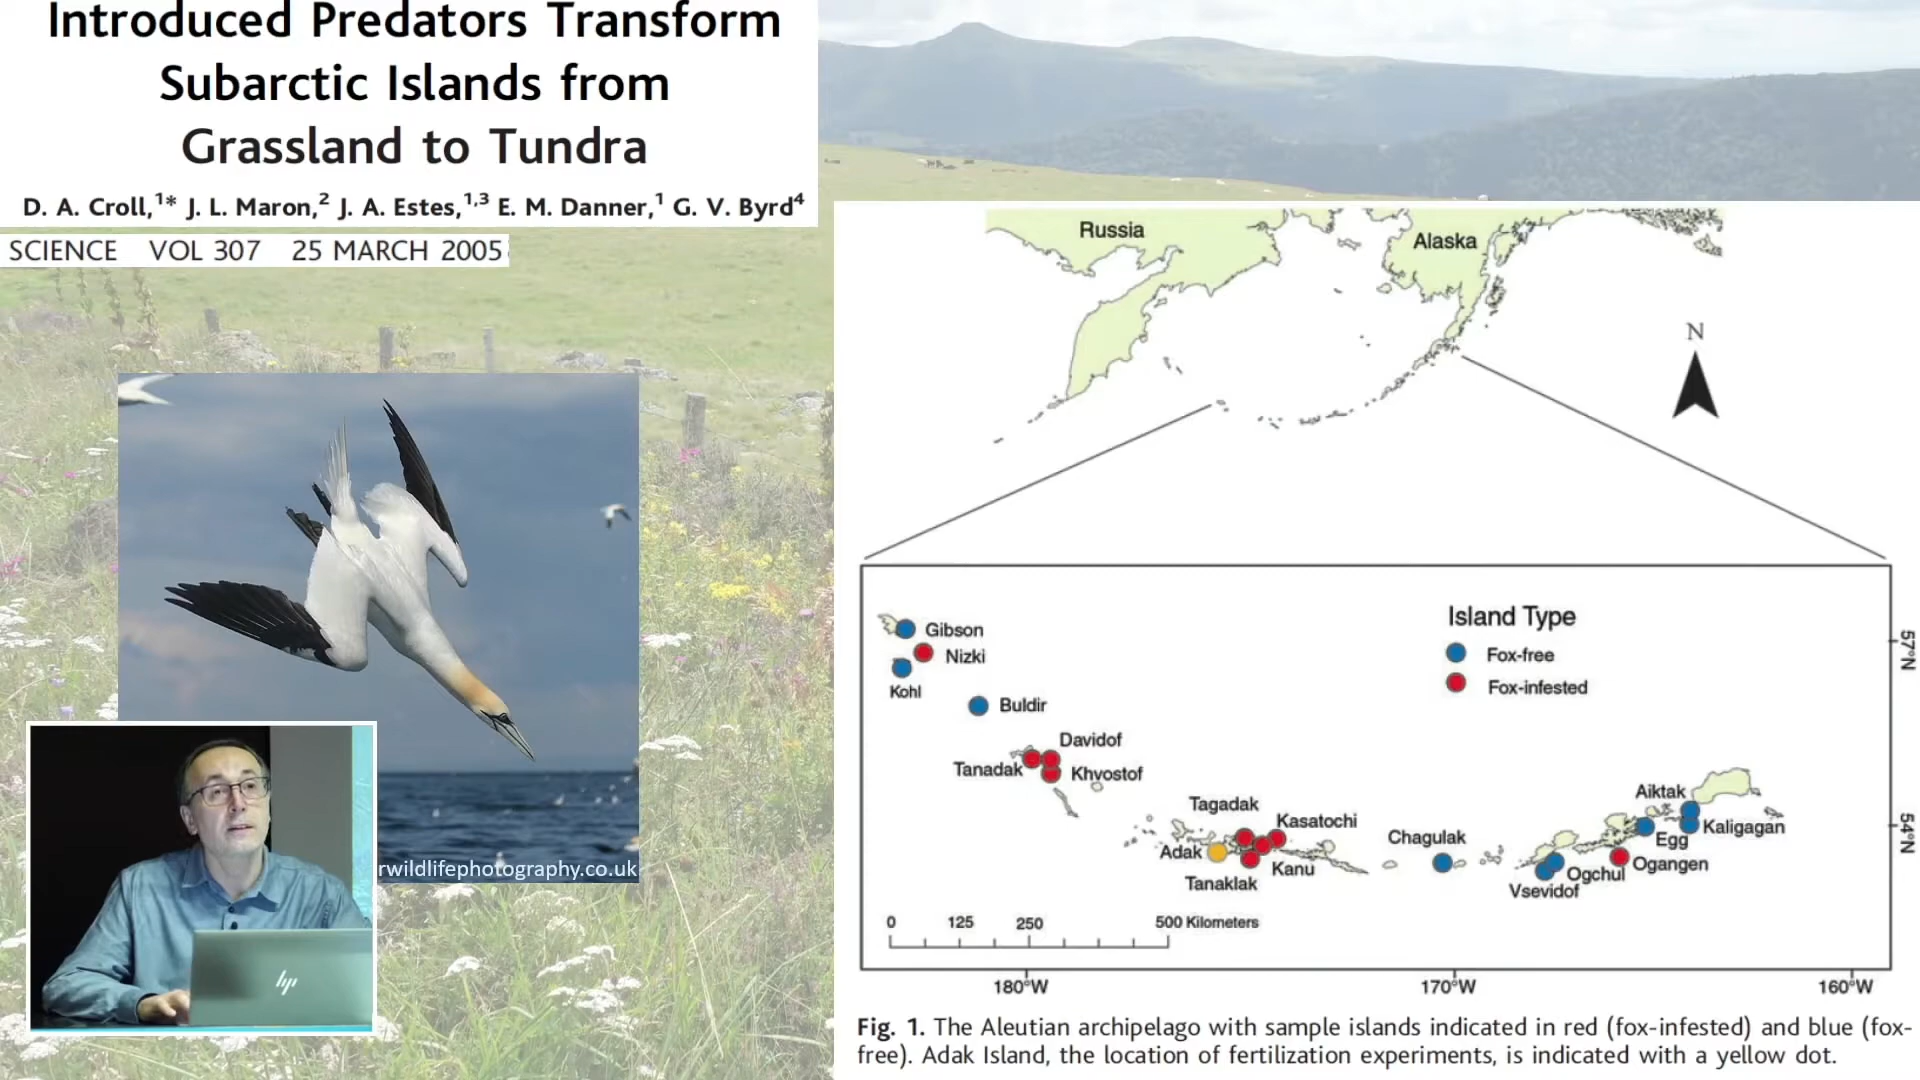 Introduced Predators Transform
Subarctic Islands from
Grassland to Tundra
D. A. Croll,1* J. L. Maron,2 J. A. Estes,1,3 E. M. Danner,1 G. V. Byrd4
SCIENCE VOL 307 25 MARCH 2005
rwildlifephotography.co.uk
hp
Russia
Alaska
N
Island Type
Fox-free
Fox-infested
Gibson
Nizki
Kohl
Buldir
Davidof
Tanadak
Khvostof
Tagadak
Kasatochi
Adak
Kanu
Tanaklak
Chagulak
Aiktak
Kaligagan
Egg
Ogangen
Ogchul
Vsevidof
0 125 250 500 Kilometers
57°N
54°N
180°W 170°W 160°W
Fig. 1. The Aleutian archipelago with sample islands indicated in red (fox-infested) and blue (fox-
free). Adak Island, the location of fertilization experiments, is indicated with a yellow dot.